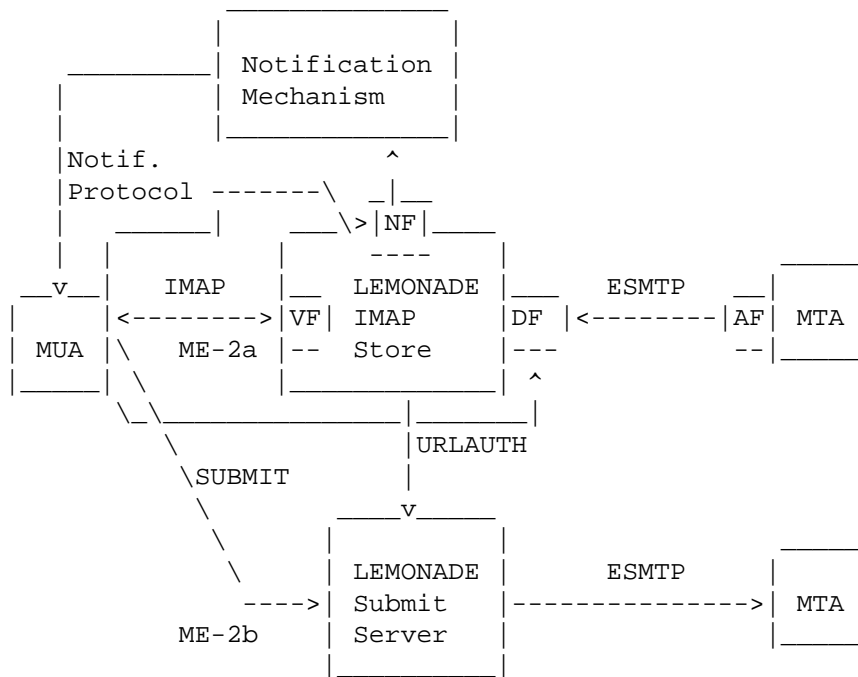 Notification
Mechanism
Notif.
Protocol
NF
IMAP LEMONADE ESMTP
VF IMAP DF AF MTA
MUA ME-2a Store
URLAUTH
SUBMIT
LEMONADE ESMTP
Submit MTA
ME-2b Server